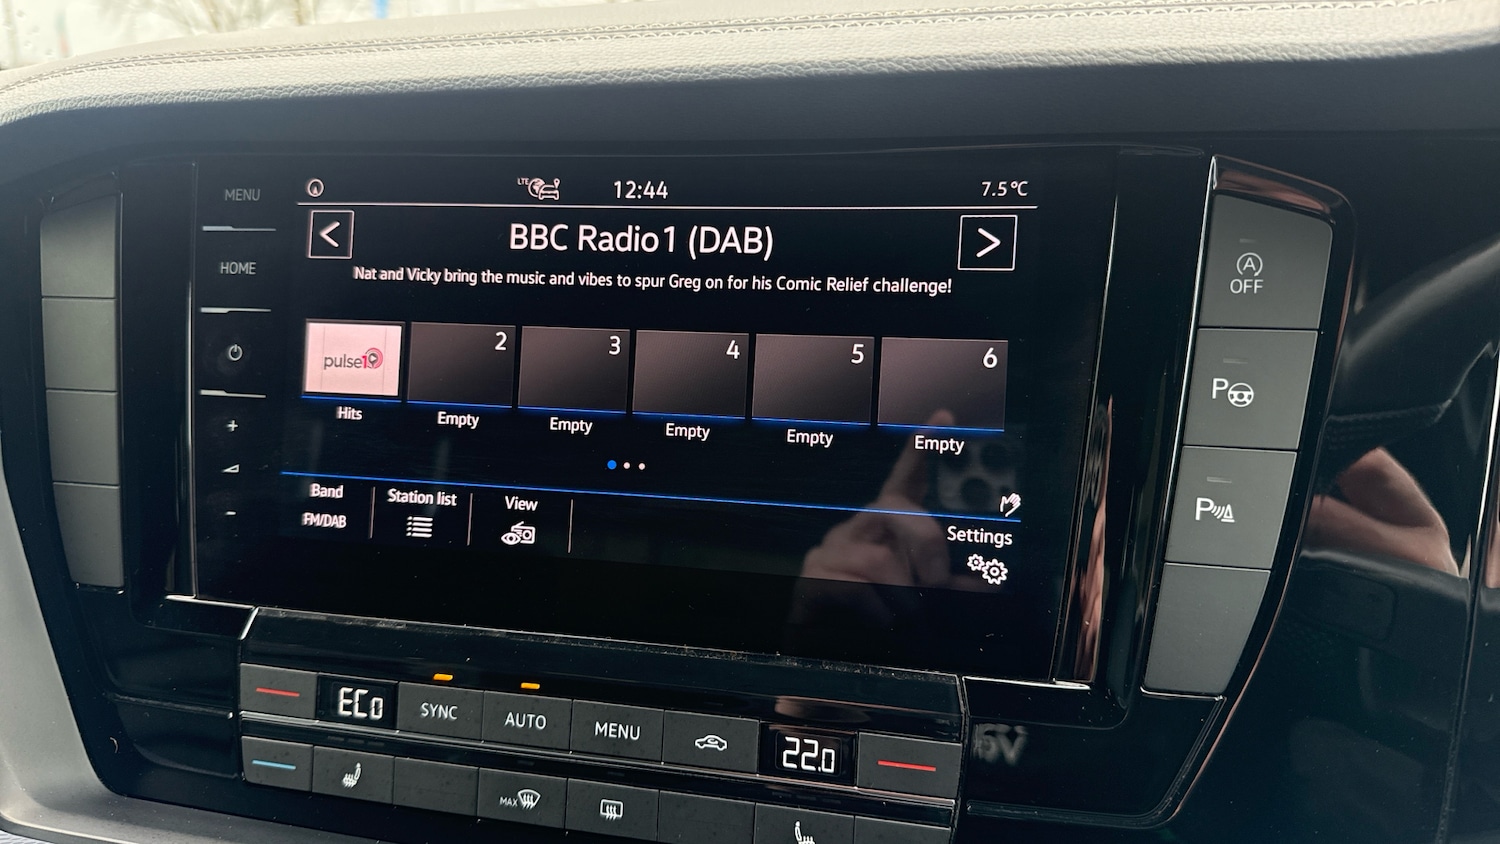 MENU
LTE
12:44
7.5°C
HOME
BBC Radio1 (DAB)
Nat and Vicky bring the music and vibes to spur Greg on for his Comic Relief challenge!
pulse1
2
3
4
5
6
Hits
Empty
Empty
Empty
Empty
Empty
Band
FM/DAB
Station list
View
Settings
A
OFF
P
P
ECo
SYNC
AUTO
MENU
22.0
MAX